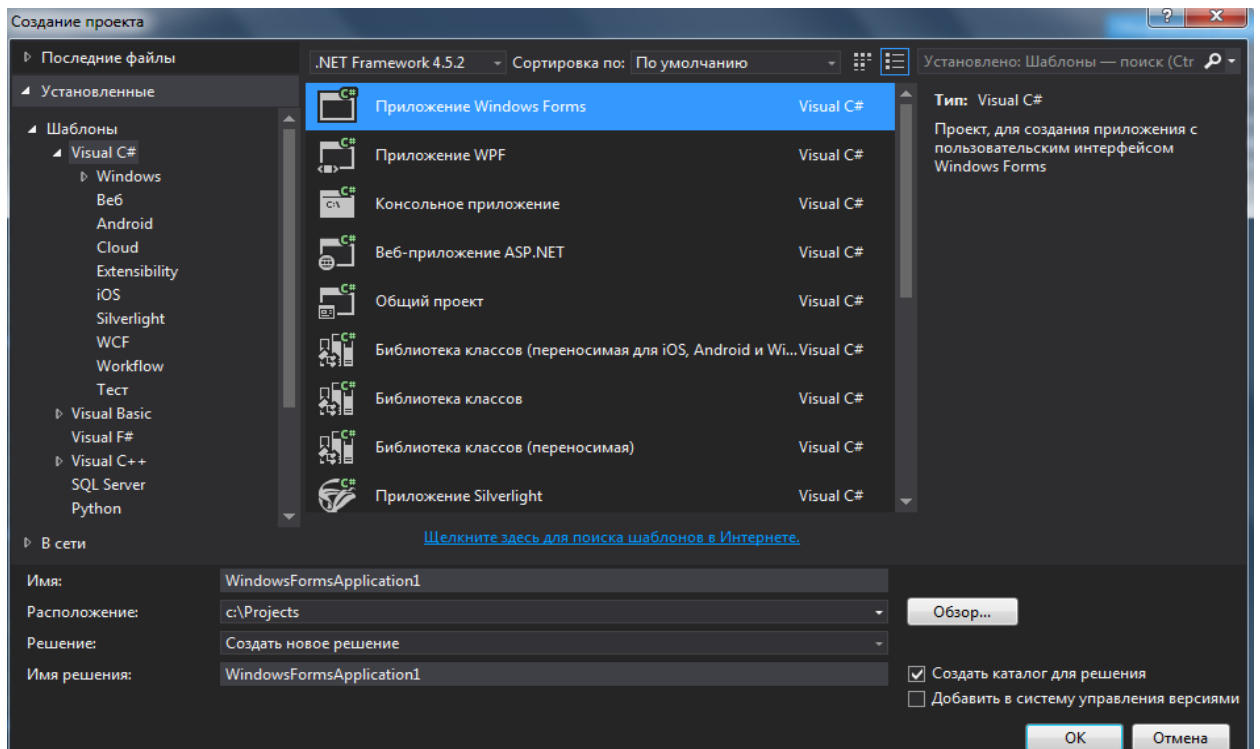 Создание проекта
Последние файлы
.NET Framework 4.5.2 Сортировка по: По умолчанию
Установлено: Шаблоны — поиск (Ctr
Установленные
Шаблоны
Visual C#
Windows
Веб
Android
Cloud
Extensibility
iOS
Silverlight
WCF
Workflow
Тест
Visual Basic
Visual F#
Visual C++
SQL Server
Python
В сети
Приложение Windows Forms Visual C#
Приложение WPF Visual C#
Консольное приложение Visual C#
Веб-приложение ASP.NET Visual C#
Общий проект Visual C#
Библиотека классов (переносимая для iOS, Android и Wi... Visual C#
Библиотека классов Visual C#
Библиотека классов (переносимая) Visual C#
Приложение Silverlight Visual C#
Щелкните здесь для поиска шаблонов в Интернете.
Тип: Visual C#
Проект, для создания приложения с
пользовательским интерфейсом
Windows Forms
Имя: WindowsFormsApplication1
Расположение: c:\Projects
Обзор...
Решение: Создать новое решение
Имя решения: WindowsFormsApplication1
Создать каталог для решения
Добавить в систему управления версиями
OK Отмена